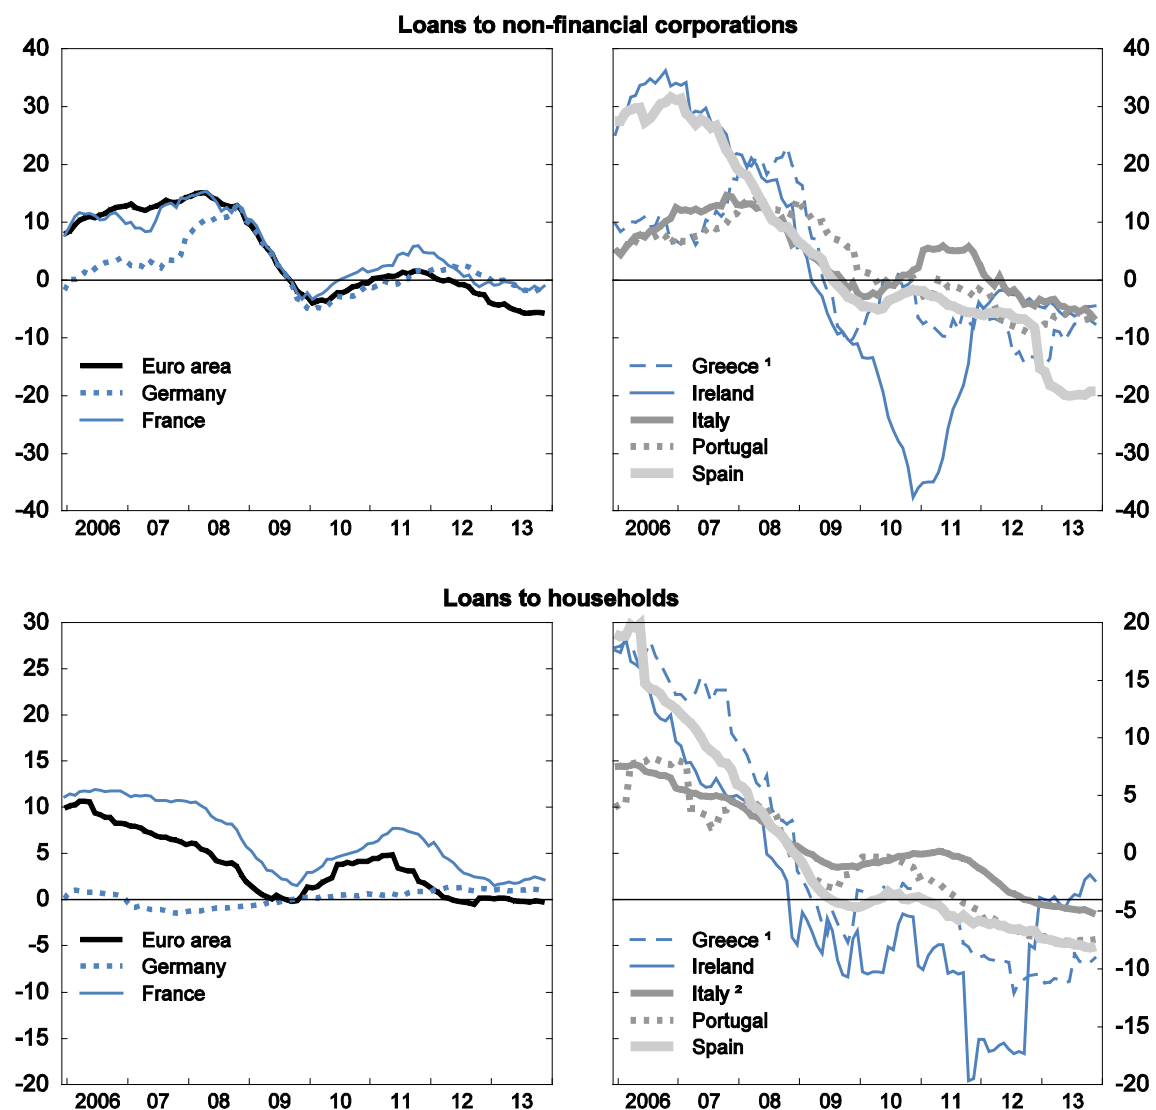 Loans to non-financial corporations
40
30
20
10
0
-10
-20
-30
-40
Euro area
Germany
France
2006 07 08 09 10 11 12 13
40
30
20
10
0
-10
-20
-30
-40
Greece ¹
Ireland
Italy
Portugal
Spain
2006 07 08 09 10 11 12 13
Loans to households
30
25
20
15
10
5
0
-5
-10
-15
-20
Euro area
Germany
France
2006 07 08 09 10 11 12 13
20
15
10
5
0
-5
-10
-15
-20
Greece ¹
Ireland
Italy ²
Portugal
Spain
2006 07 08 09 10 11 12 13